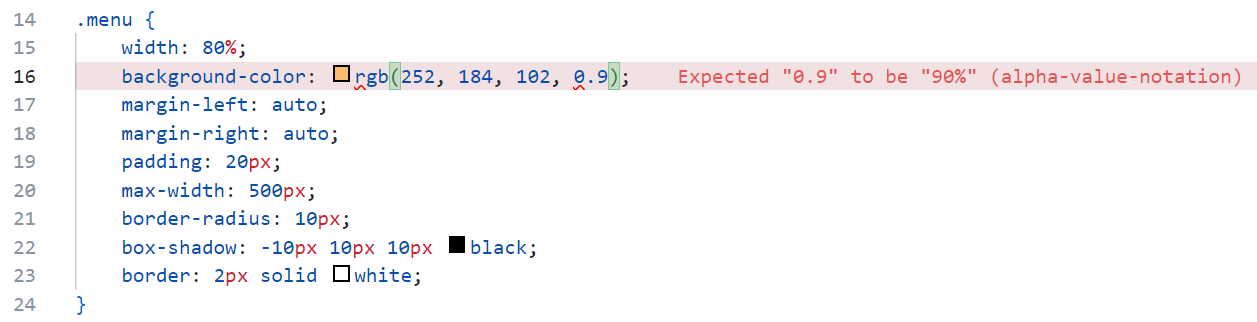 14 .menu {
15 width: 80%;
16 background-color: rgb(252, 184, 102, 0.9); Expected "0.9" to be "90%" (alpha-value-notation)
17 margin-left: auto;
18 margin-right: auto;
19 padding: 20px;
20 max-width: 500px;
21 border-radius: 10px;
22 box-shadow: -10px 10px 10px black;
23 border: 2px solid white;
24 }